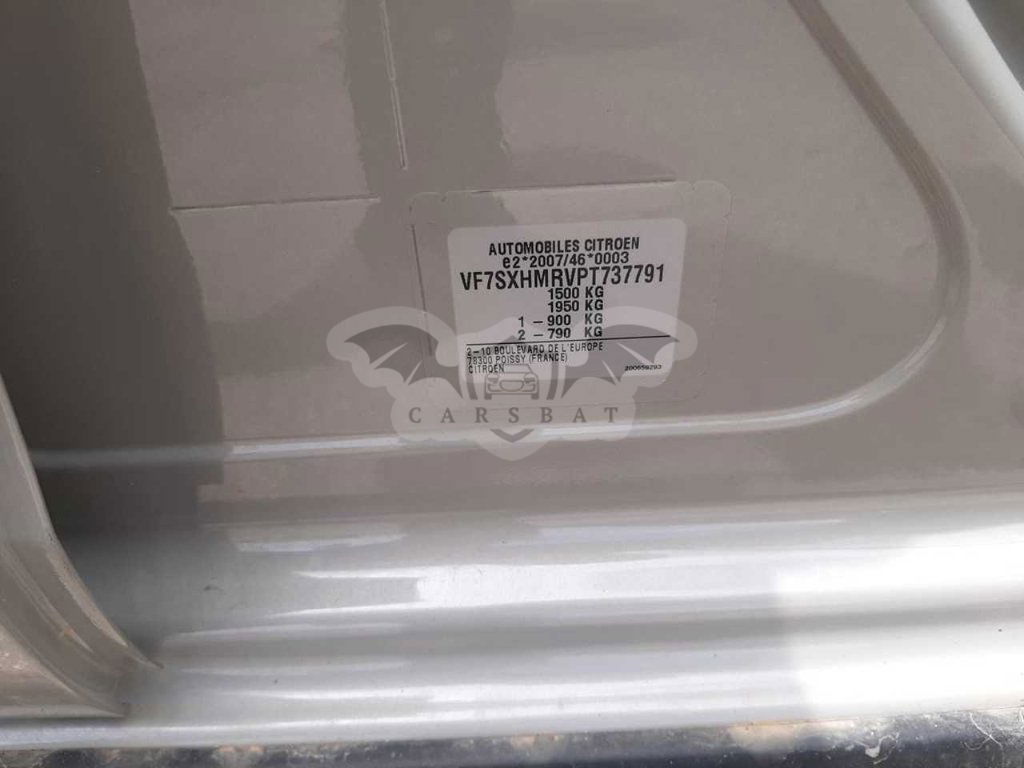 AUTOMOBILES CITROEN
e2*2007/46*0003
VF7SXHMRVPT737791
1500 KG
1950 KG
1 - 900 KG
2 - 790 KG
2-10 BOULEVARD DE L'EUROPE
78300 POISSY (FRANCE)
CITROEN 200659293
CARSBAT